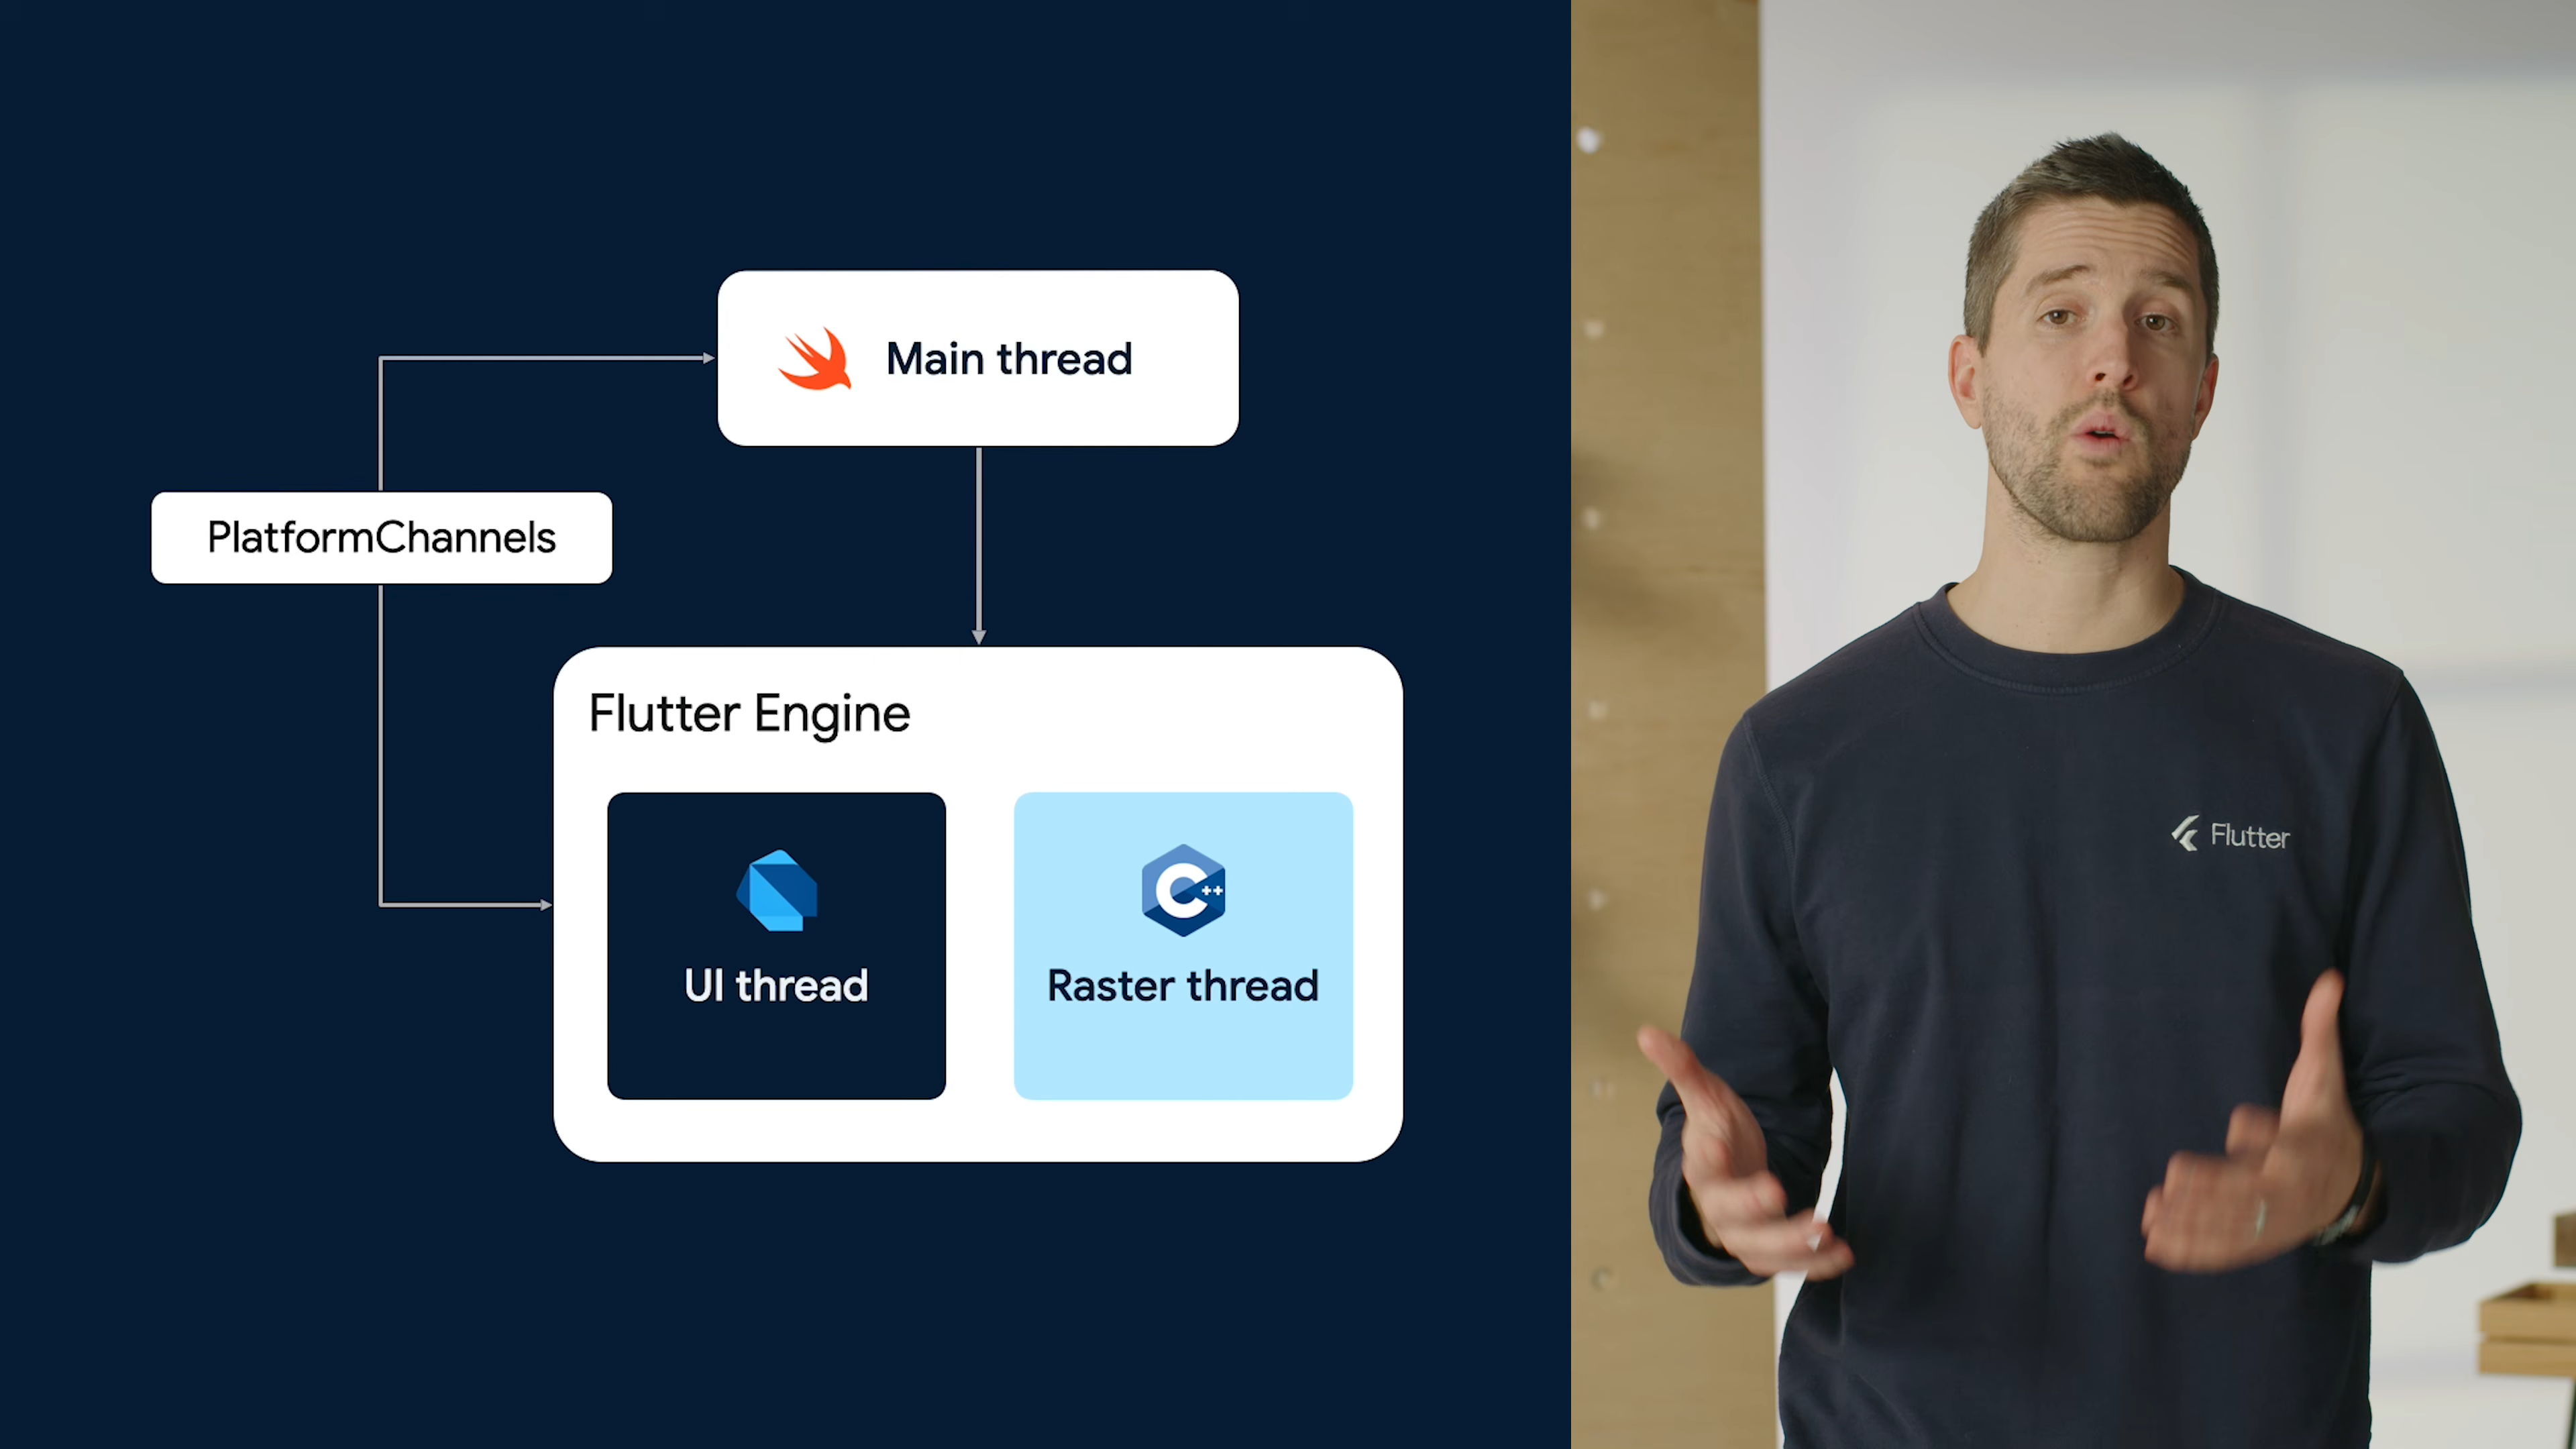 Main thread
PlatformChannels
Flutter Engine
C++
UI thread
Raster thread
Flutter